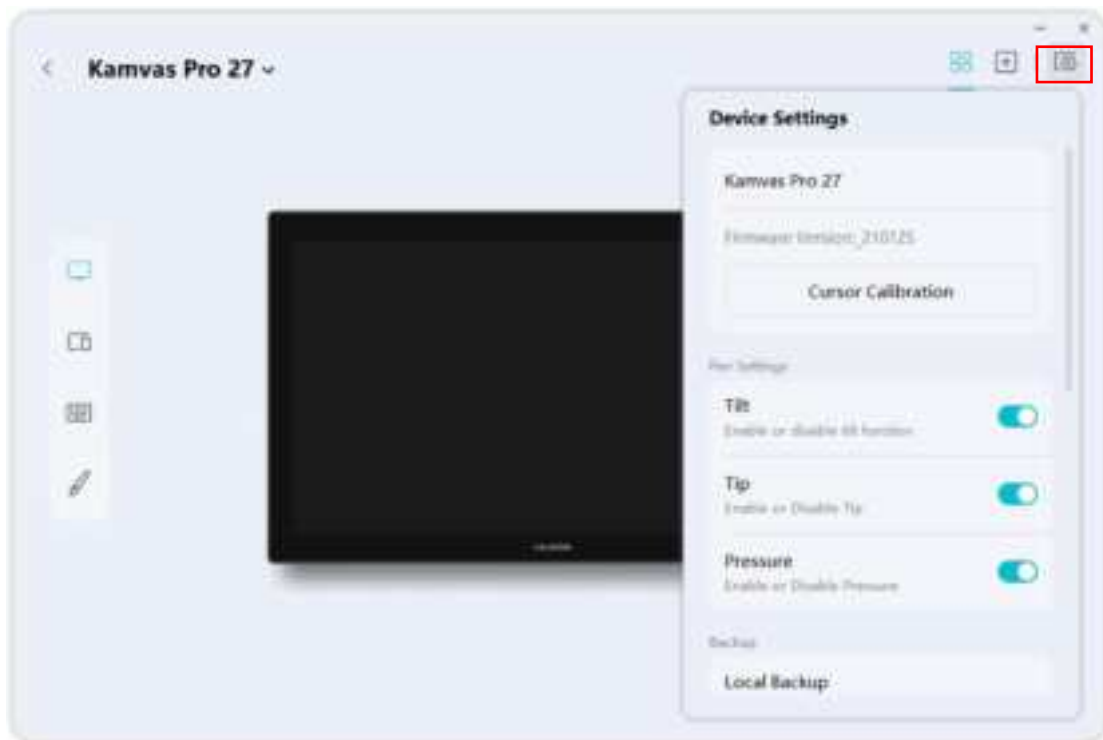 Kamvas Pro 27
Device Settings
Kamvas Pro 27
Firmware Version:_210125
Cursor Calibration
Pen Settings
Tilt
Enable or disable tilt function
Tip
Enable or Disable Tip
Pressure
Enable or Disable Pressure
Backup
Local Backup